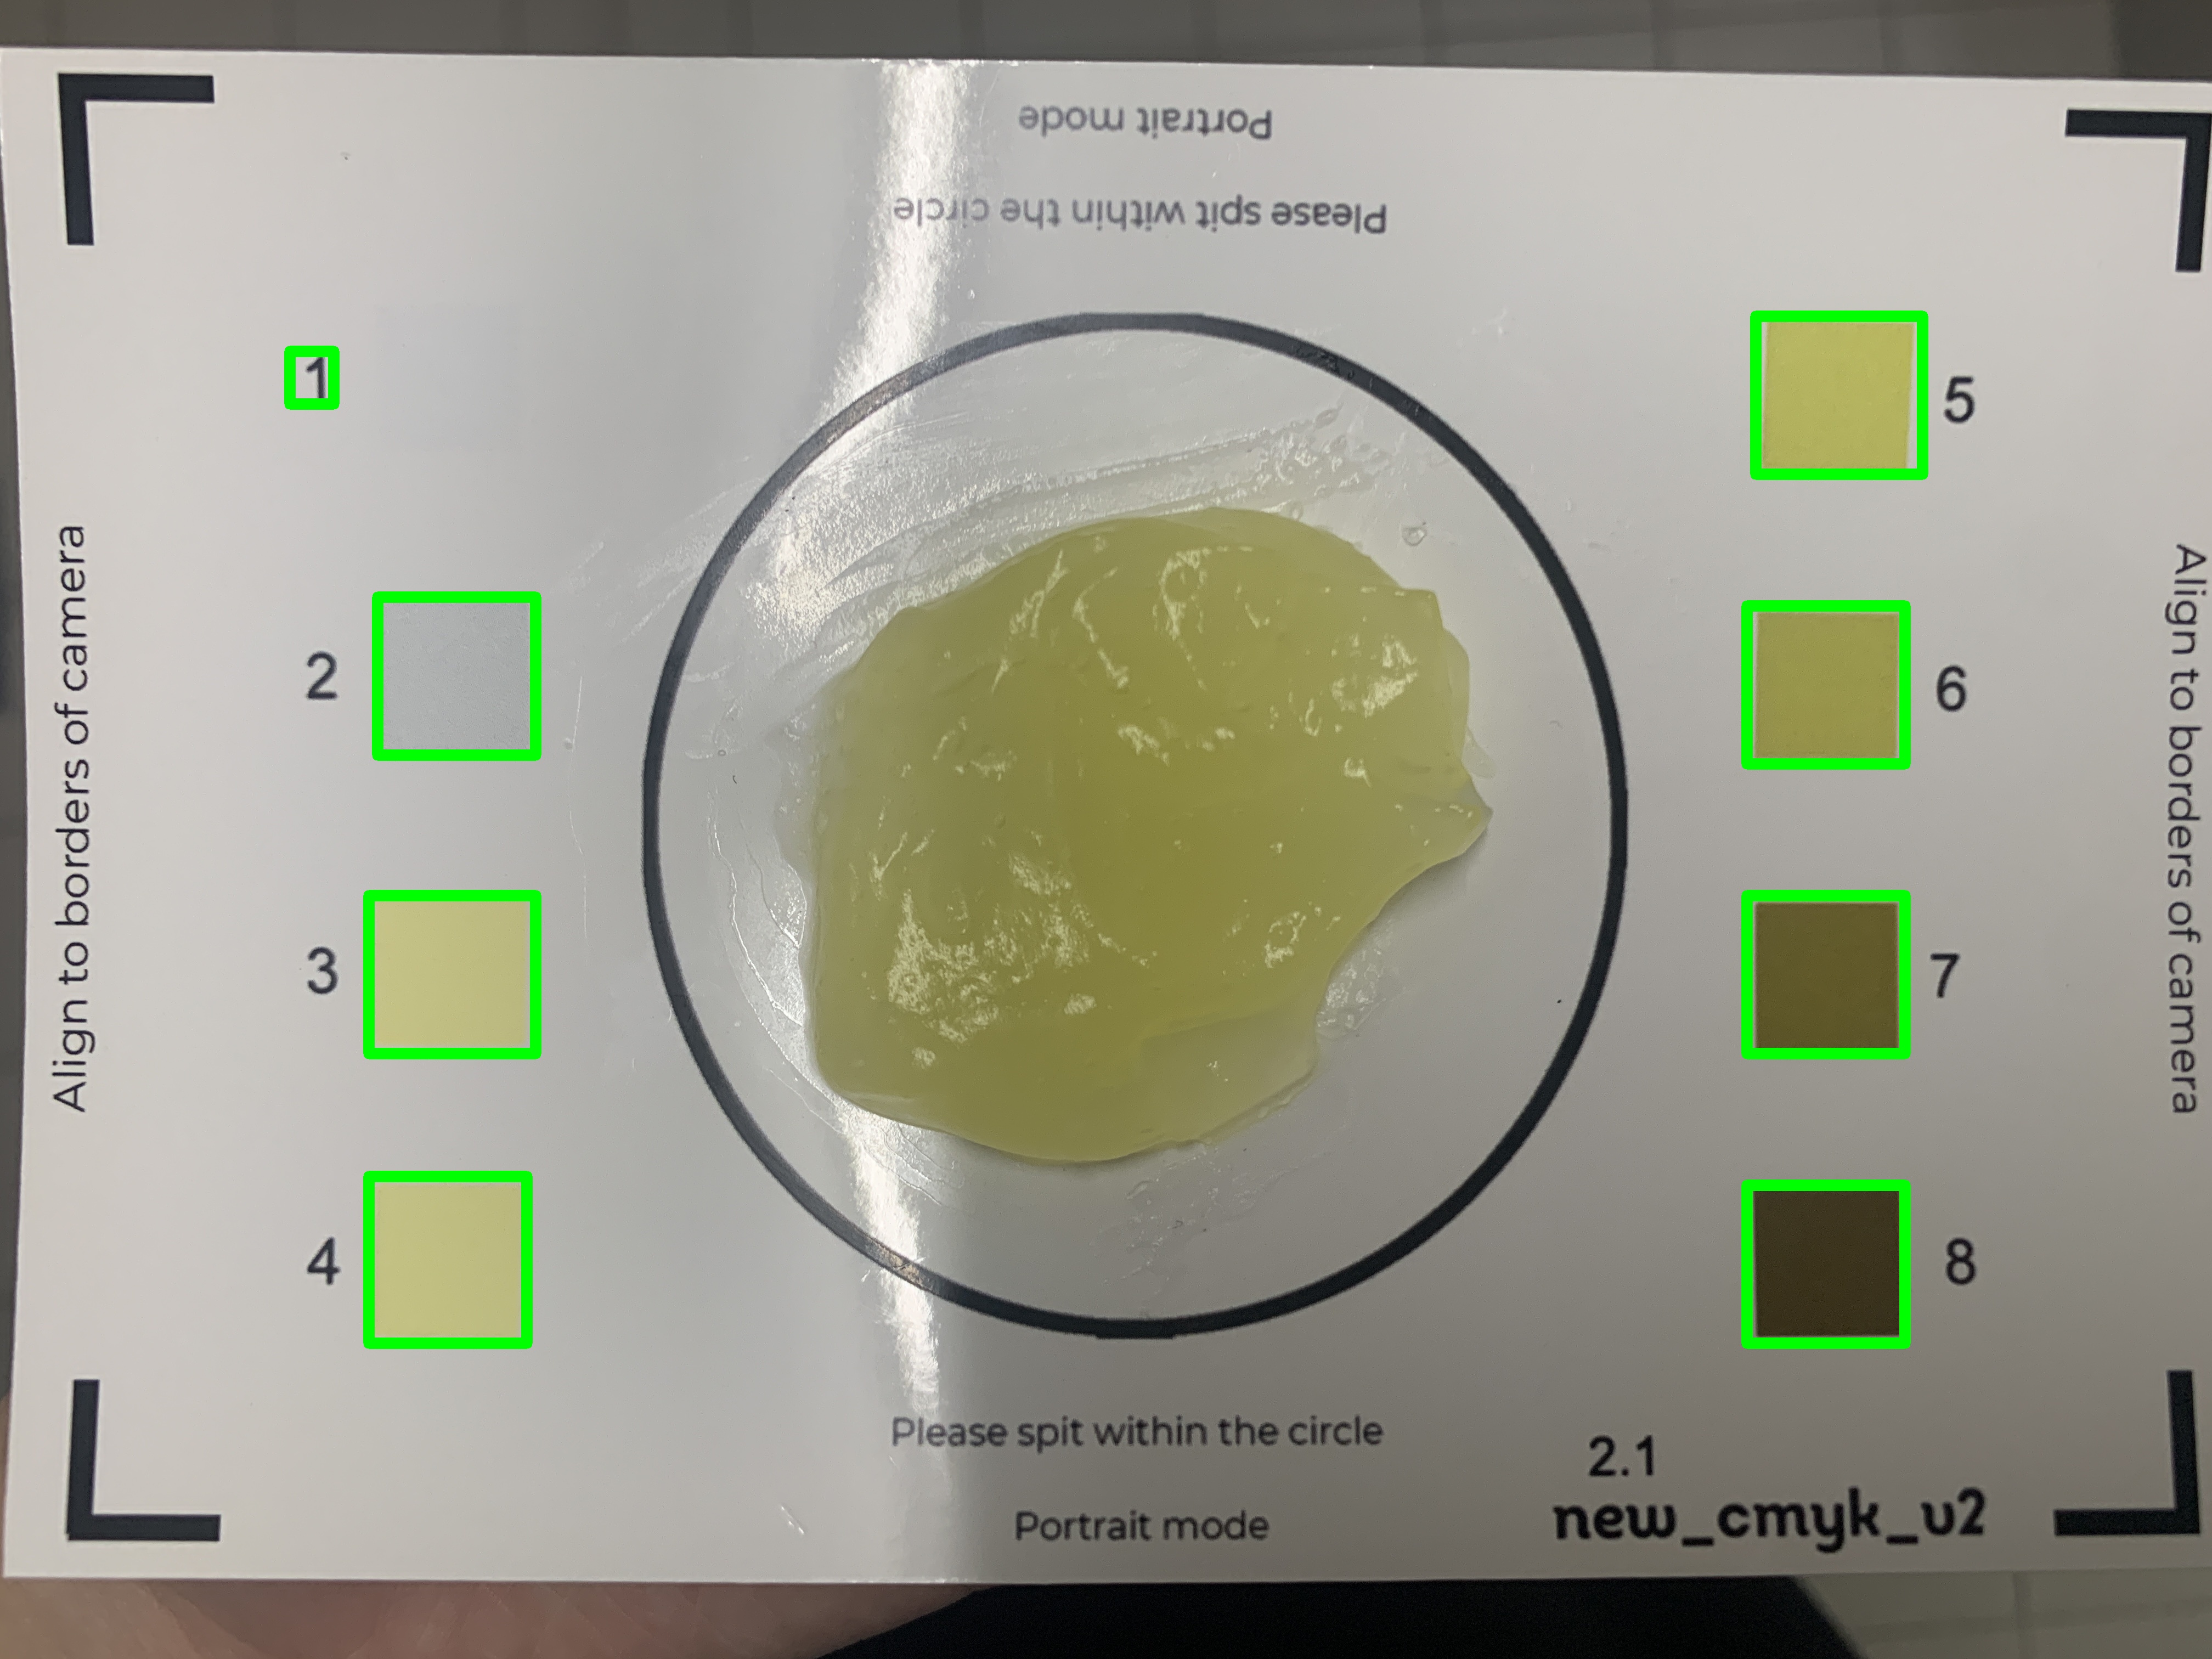 Portrait mode
Please spit within the circle
Align to borders of camera
1
2
3
4
5
6
7
8
Align to borders of camera
Please spit within the circle
Portrait mode
2.1
new_cmyk_v2